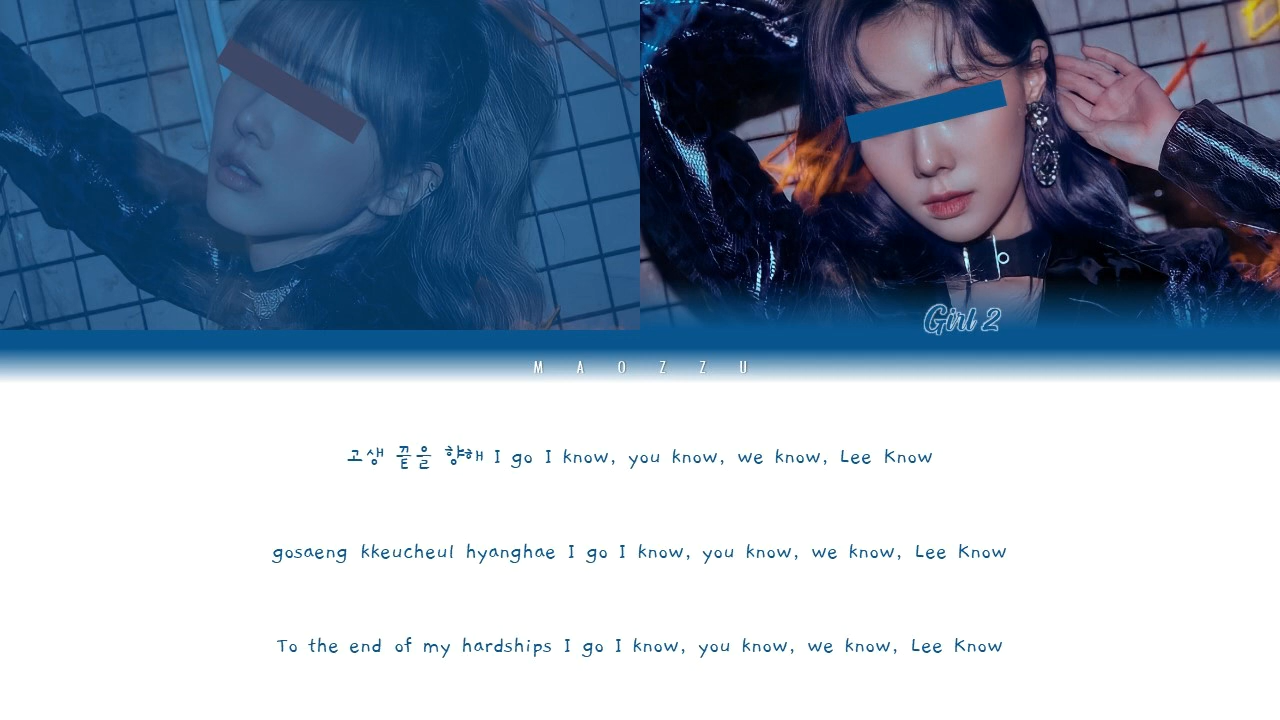 Girl 2
M A O Z Z U
고생 끝을 향해 I go I know, you know, we know, Lee Know
gosaeng kkeucheul hyanghae I go I know, you know, we know, Lee Know
To the end of my hardships I go I know, you know, we know, Lee Know